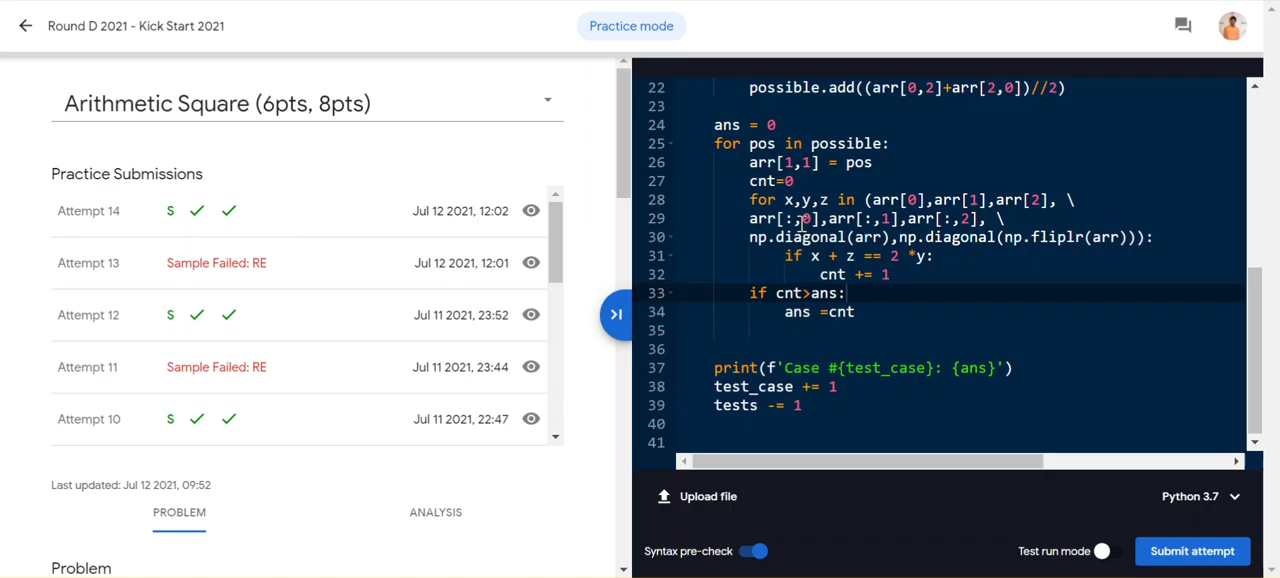 Round D 2021 - Kick Start 2021
Practice mode
Arithmetic Square (6pts, 8pts)
Practice Submissions
Attempt 14 S Jul 12 2021, 12:02
Attempt 13 Sample Failed: RE Jul 12 2021, 12:01
Attempt 12 S Jul 11 2021, 23:52
Attempt 11 Sample Failed: RE Jul 11 2021, 23:44
Attempt 10 S Jul 11 2021, 22:47
Last updated: Jul 12 2021, 09:52
PROBLEM ANALYSIS
Problem
22 possible.add((arr[0,2]+arr[2,0])//2)
23
24 ans = 0
25 for pos in possible:
26 arr[1,1] = pos
27 cnt=0
28 for x,y,z in (arr[0],arr[1],arr[2], \
29 arr[:,0],arr[:,1],arr[:,2], \
30 np.diagonal(arr),np.diagonal(np.fliplr(arr))):
31 if x + z == 2 *y:
32 cnt += 1
33 if cnt>ans:
34 ans =cnt
35
36
37 print(f'Case #{test_case}: {ans}')
38 test_case += 1
39 tests -= 1
40
41
Upload file
Python 3.7
Syntax pre-check
Test run mode
Submit attempt